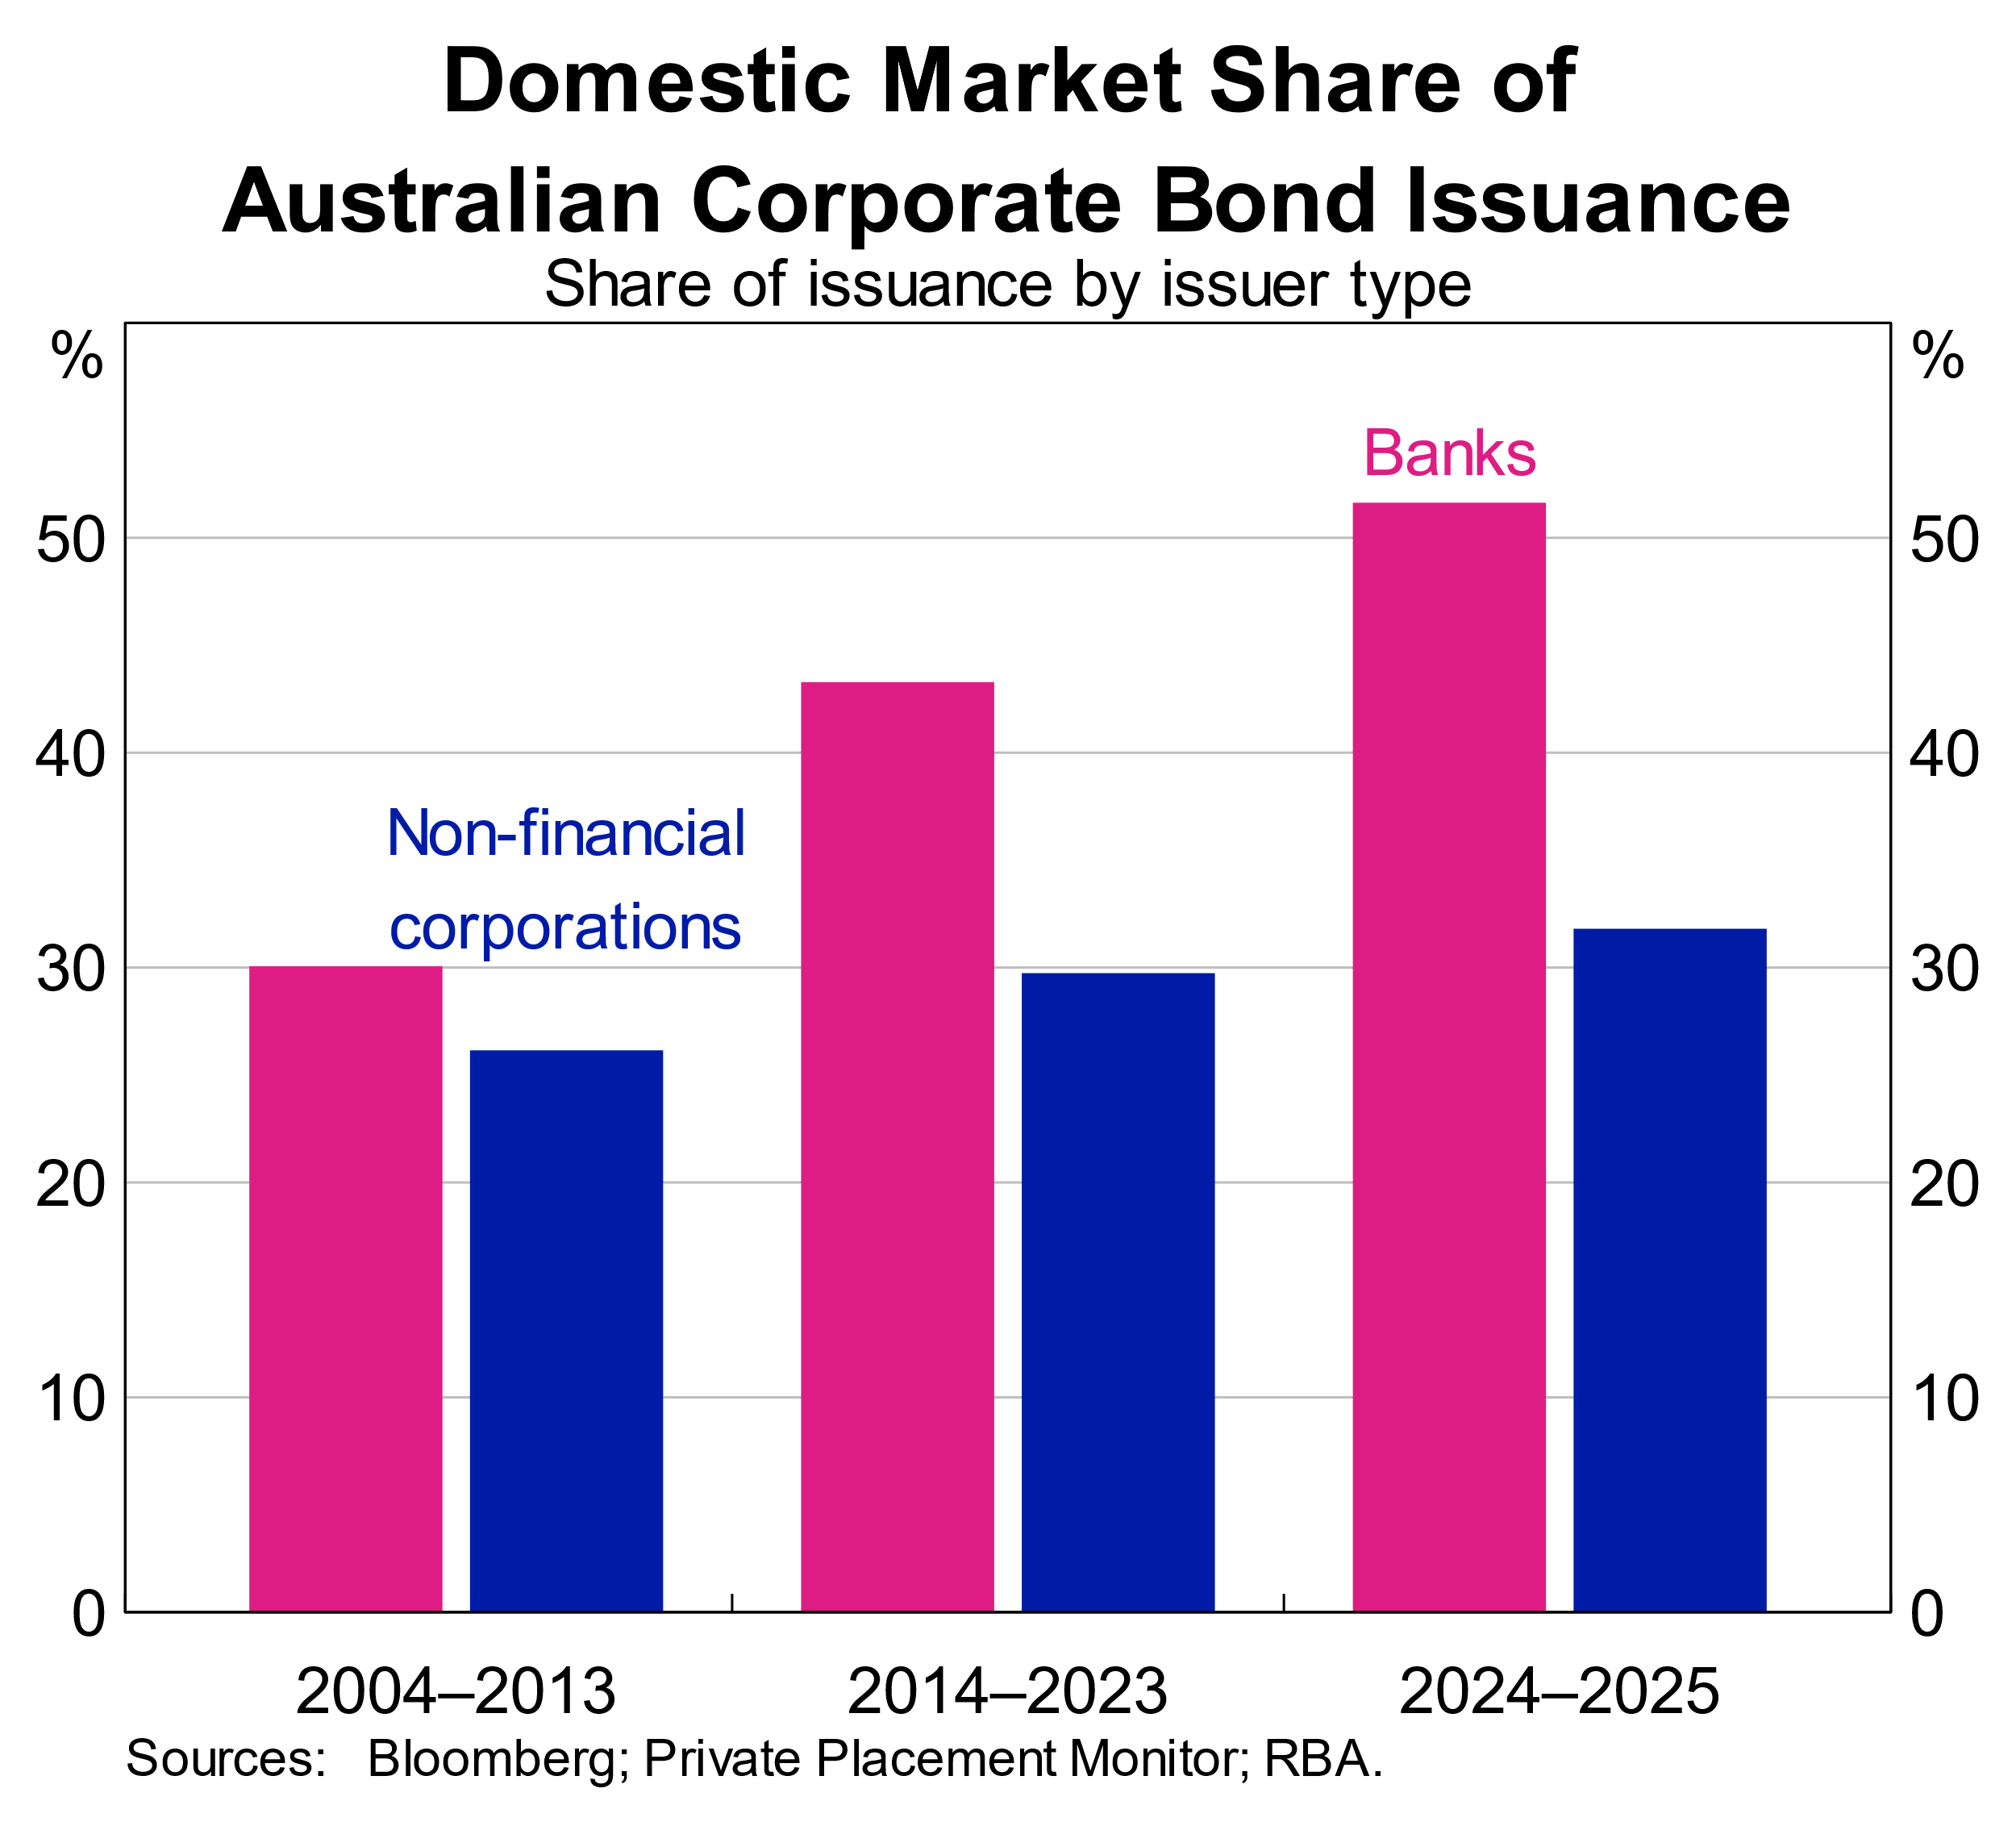 Domestic Market Share of
Australian Corporate Bond Issuance
Share of issuance by issuer type
% %
Banks
50 50
40 40
Non-financial
corporations
30 30
20 20
10 10
0 0
2004–2013 2014–2023 2024–2025
Sources: Bloomberg; Private Placement Monitor; RBA.